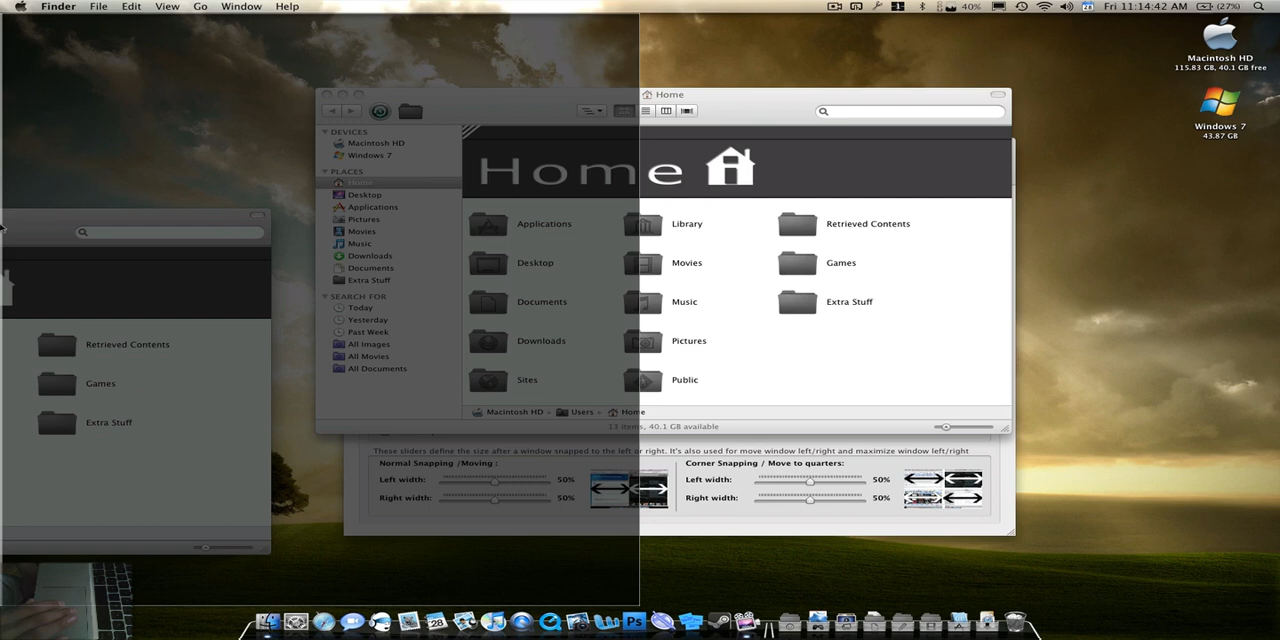 Finder File Edit View Go Window Help
40% Fri 11:14:42 AM (27%)
Macintosh HD
115.83 GB, 40.1 GB free
Windows 7
43.87 GB
Home
DEVICES
Macintosh HD
Windows 7
PLACES
Home
Desktop
Applications
Pictures
Movies
Music
Downloads
Documents
Extra Stuff
SEARCH FOR
Today
Yesterday
Past Week
All Images
All Movies
All Documents
Home
Applications Library Retrieved Contents
Desktop Movies Games
Documents Music Extra Stuff
Downloads Pictures
Sites Public
Macintosh HD Users Home
13 items, 40.1 GB available
Retrieved Contents
Games
Extra Stuff
These sliders define the size after a window snapped to the left or right. It's also used for move window left/right and maximize window left/right
Normal Snapping /Moving : Corner Snapping / Move to quarters:
Left width: 50% Left width: 50%
Right width: 50% Right width: 50%
28
Ps